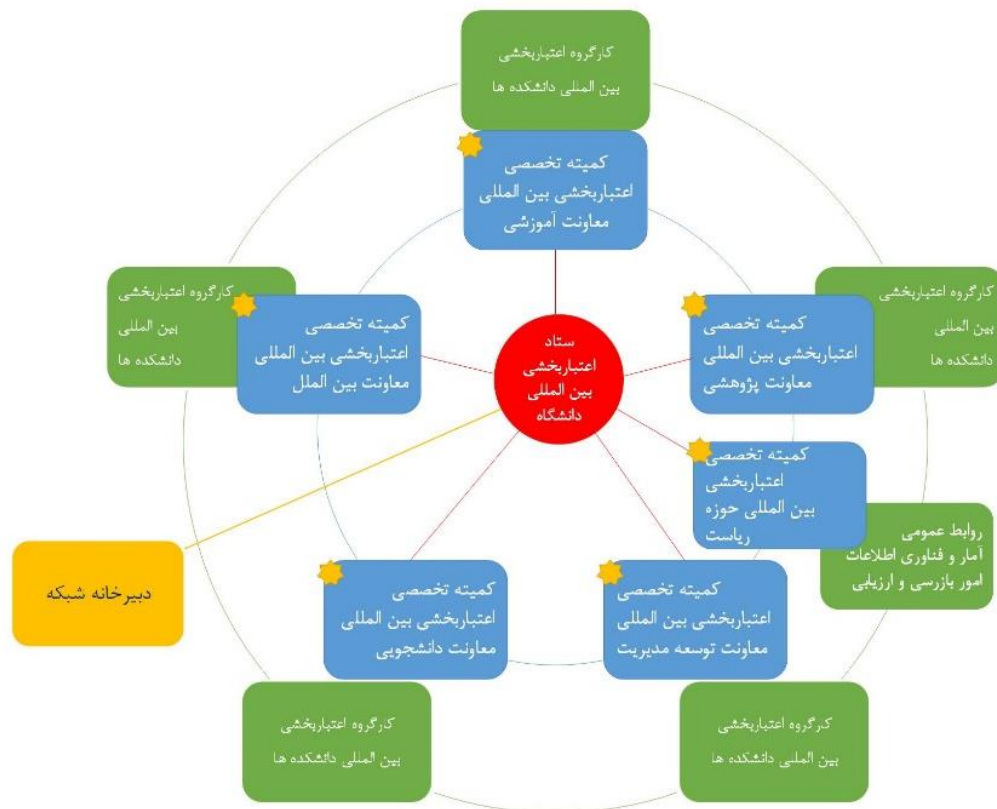 کارگروه اعتباربخشی
بین المللی دانشکده ها
کمیته تخصصی
اعتباربخشی بین المللی
معاونت آموزشی
کارگروه اعتباربخشی
بین المللی
دانشکده ها
کمیته تخصصی
اعتباربخشی بین المللی
معاونت پژوهشی
ستاد
اعتباربخشی
بین المللی
دانشگاه
کمیته تخصصی
اعتباربخشی بین المللی
معاونت بین الملل
کارگروه اعتباربخشی
بین المللی
دانشکده ها
کمیته تخصصی
اعتباربخشی
بین المللی حوزه
ریاست
روابط عمومی
آمار و فناوری اطلاعات
امور بازرسی و ارزیابی
دبیرخانه شبکه
کمیته تخصصی
اعتباربخشی بین المللی
معاونت توسعه مدیریت
کمیته تخصصی
اعتباربخشی بین المللی
معاونت دانشجویی
کارگروه اعتباربخشی
بین المللی دانشکده ها
کارگروه اعتباربخشی
بین المللی دانشکده ها